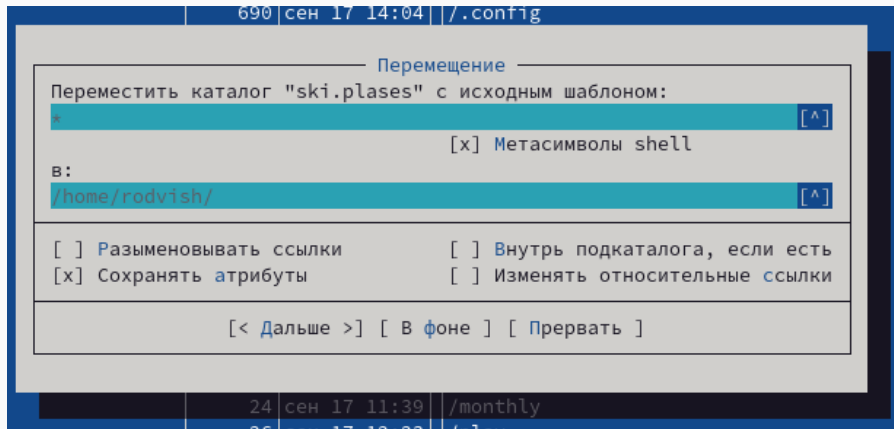 690 сен 17 14:04 /.config
Перемещение
Переместить каталог "ski.plases" с исходным шаблоном:
* [^]
[x] Метасимволы shell
в:
/home/rodvish/ [^]
[ ] Разыменовывать ссылки [ ] Внутрь подкаталога, если есть
[x] Сохранять атрибуты [ ] Изменять относительные ссылки
[< Дальше >] [ В фоне ] [ Прервать ]
24 сен 17 11:39 /monthly